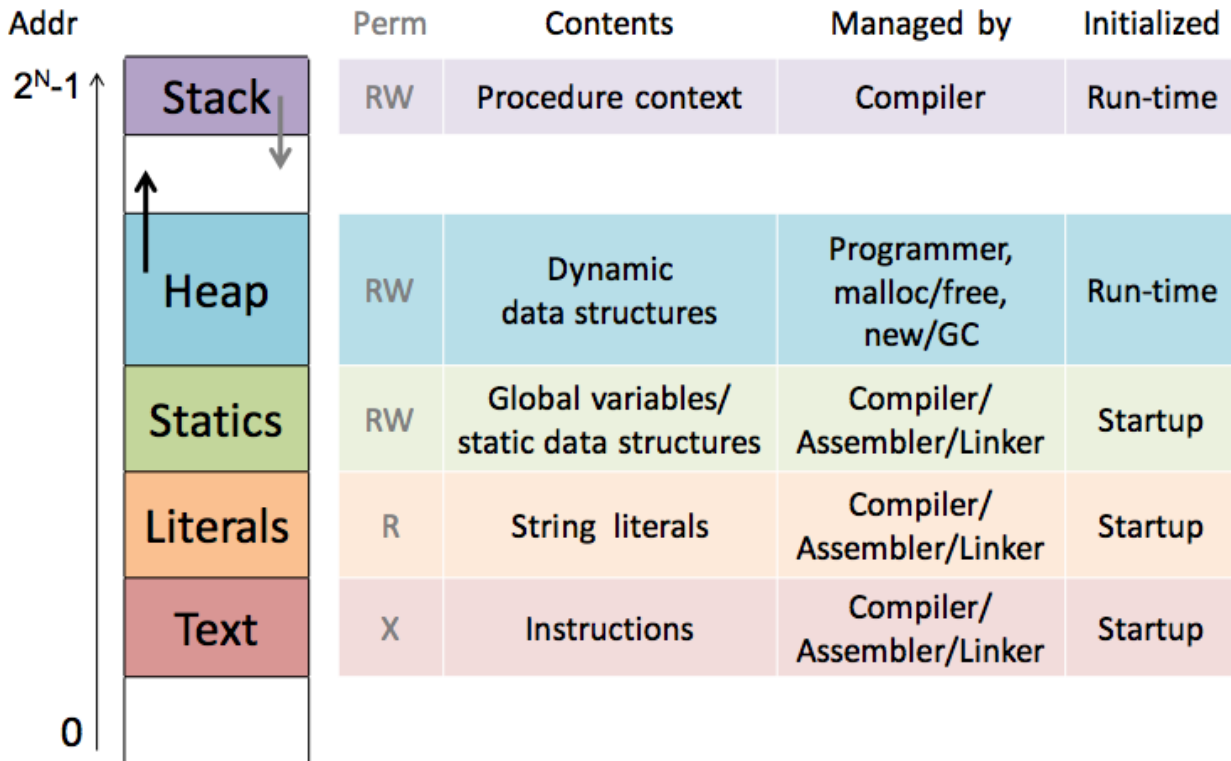 Addr Perm Contents Managed by Initialized
2^N-1 Stack RW Procedure context Compiler Run-time
Heap RW Dynamic
data structures Programmer,
malloc/free,
new/GC Run-time
Statics RW Global variables/
static data structures Compiler/
Assembler/Linker Startup
Literals R String literals Compiler/
Assembler/Linker Startup
Text X Instructions Compiler/
Assembler/Linker Startup
0